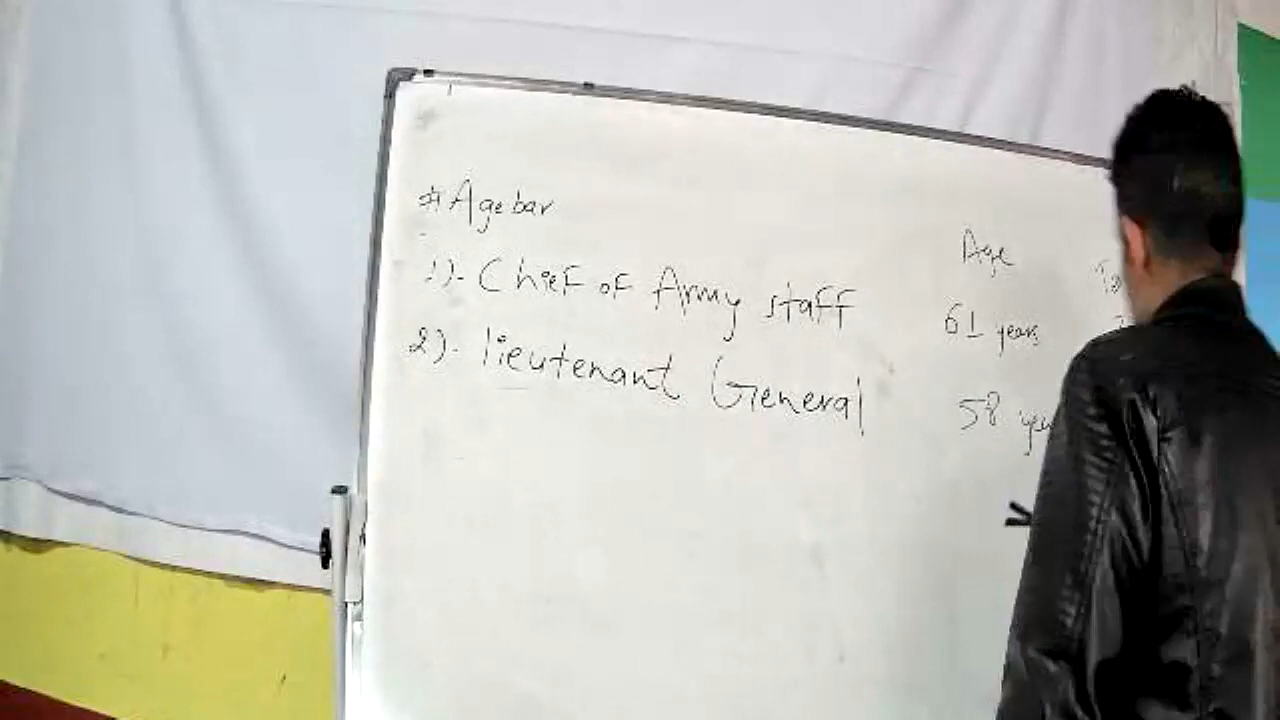 # Agebar
Age
1). Chief of Army staff 61 years
2). lieutenant General 58